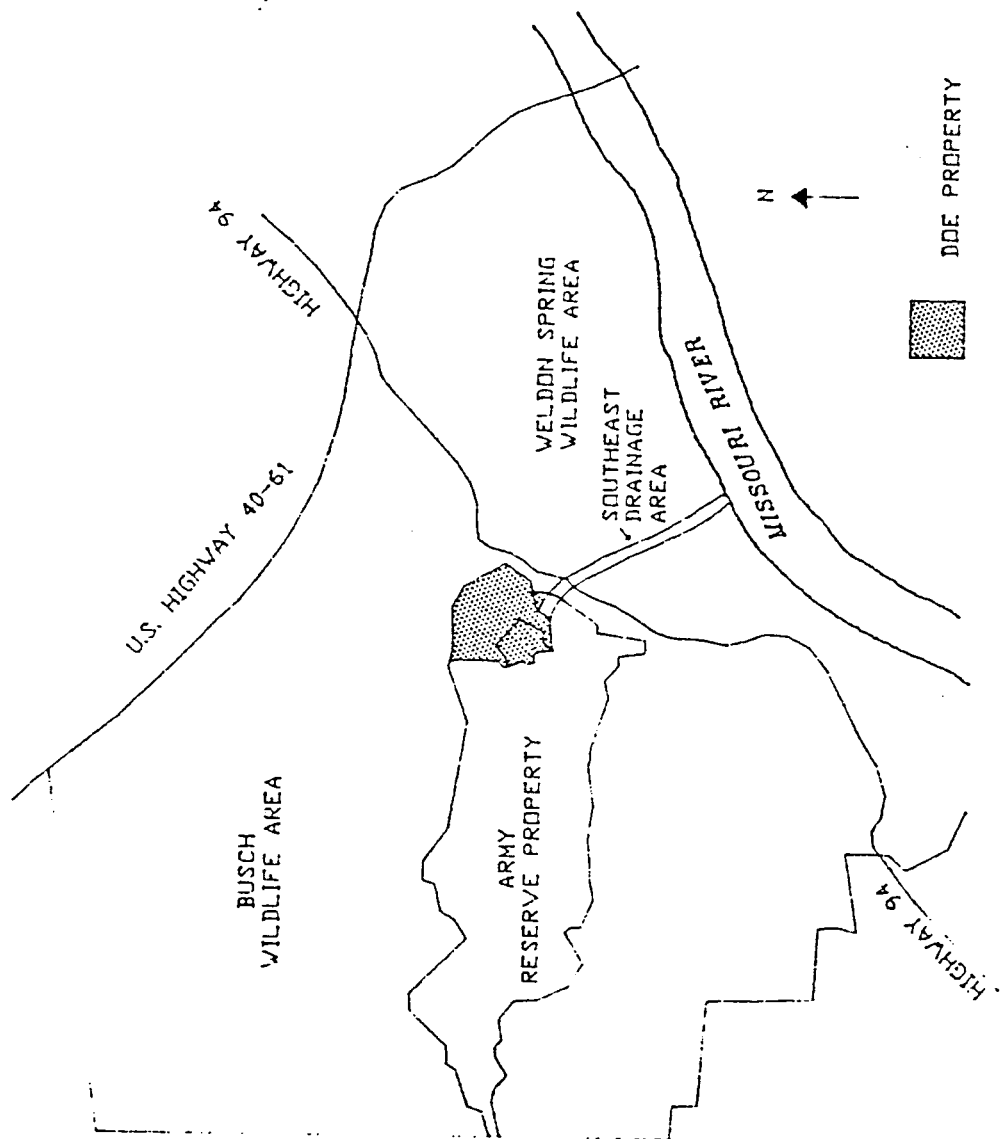 HIGHWAY 94
U.S. HIGHWAY 40-61
BUSCH
WILDLIFE AREA
WELDON SPRING
WILDLIFE AREA
SOUTHEAST
DRAINAGE
AREA
ARMY
RESERVE PROPERTY
MISSOURI RIVER
N
HIGHWAY 94
DOE PROPERTY